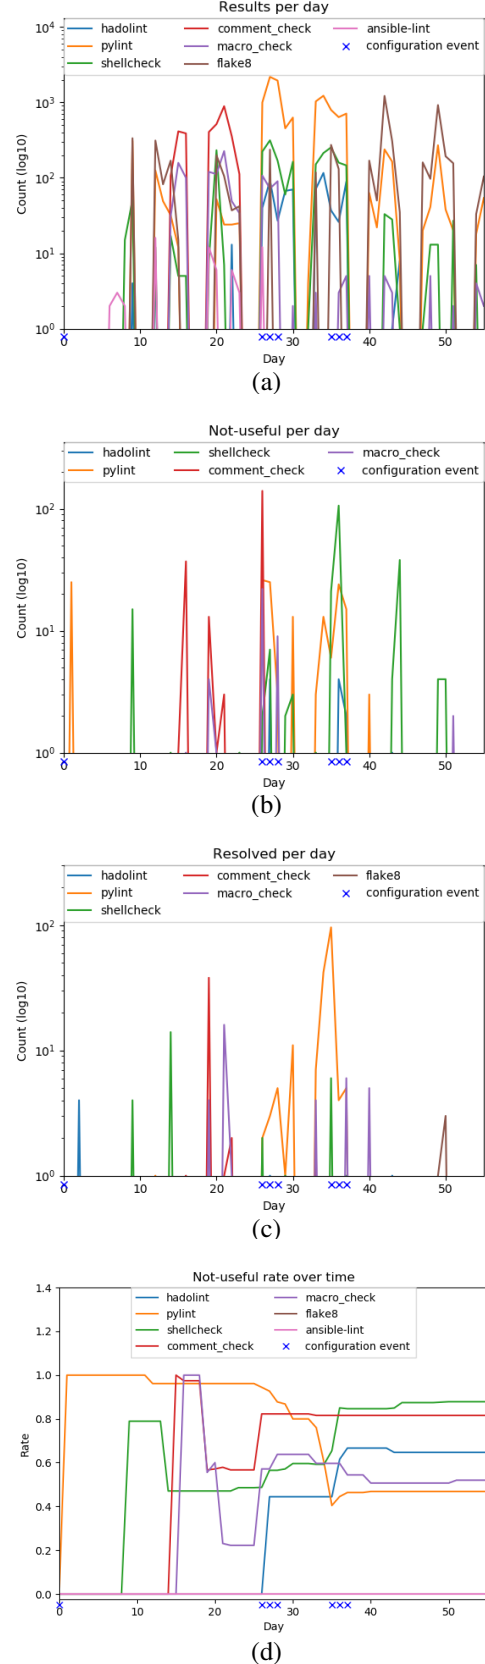 Results per day
hadolint
pylint
shellcheck
comment_check
macro_check
flake8
ansible-lint
configuration event
Count (log10)
10^4
10^3
10^2
10^1
10^0
0 10 20 30 40 50
Day
(a)
Not-useful per day
hadolint
pylint
shellcheck
comment_check
macro_check
configuration event
Count (log10)
10^2
10^1
10^0
0 10 20 30 40 50
Day
(b)
Resolved per day
hadolint
pylint
shellcheck
comment_check
macro_check
flake8
configuration event
Count (log10)
10^2
10^1
10^0
0 10 20 30 40 50
Day
(c)
Not-useful rate over time
hadolint
pylint
shellcheck
comment_check
macro_check
flake8
ansible-lint
configuration event
Rate
1.4
1.2
1.0
0.8
0.6
0.4
0.2
0.0
0 10 20 30 40 50
Day
(d)